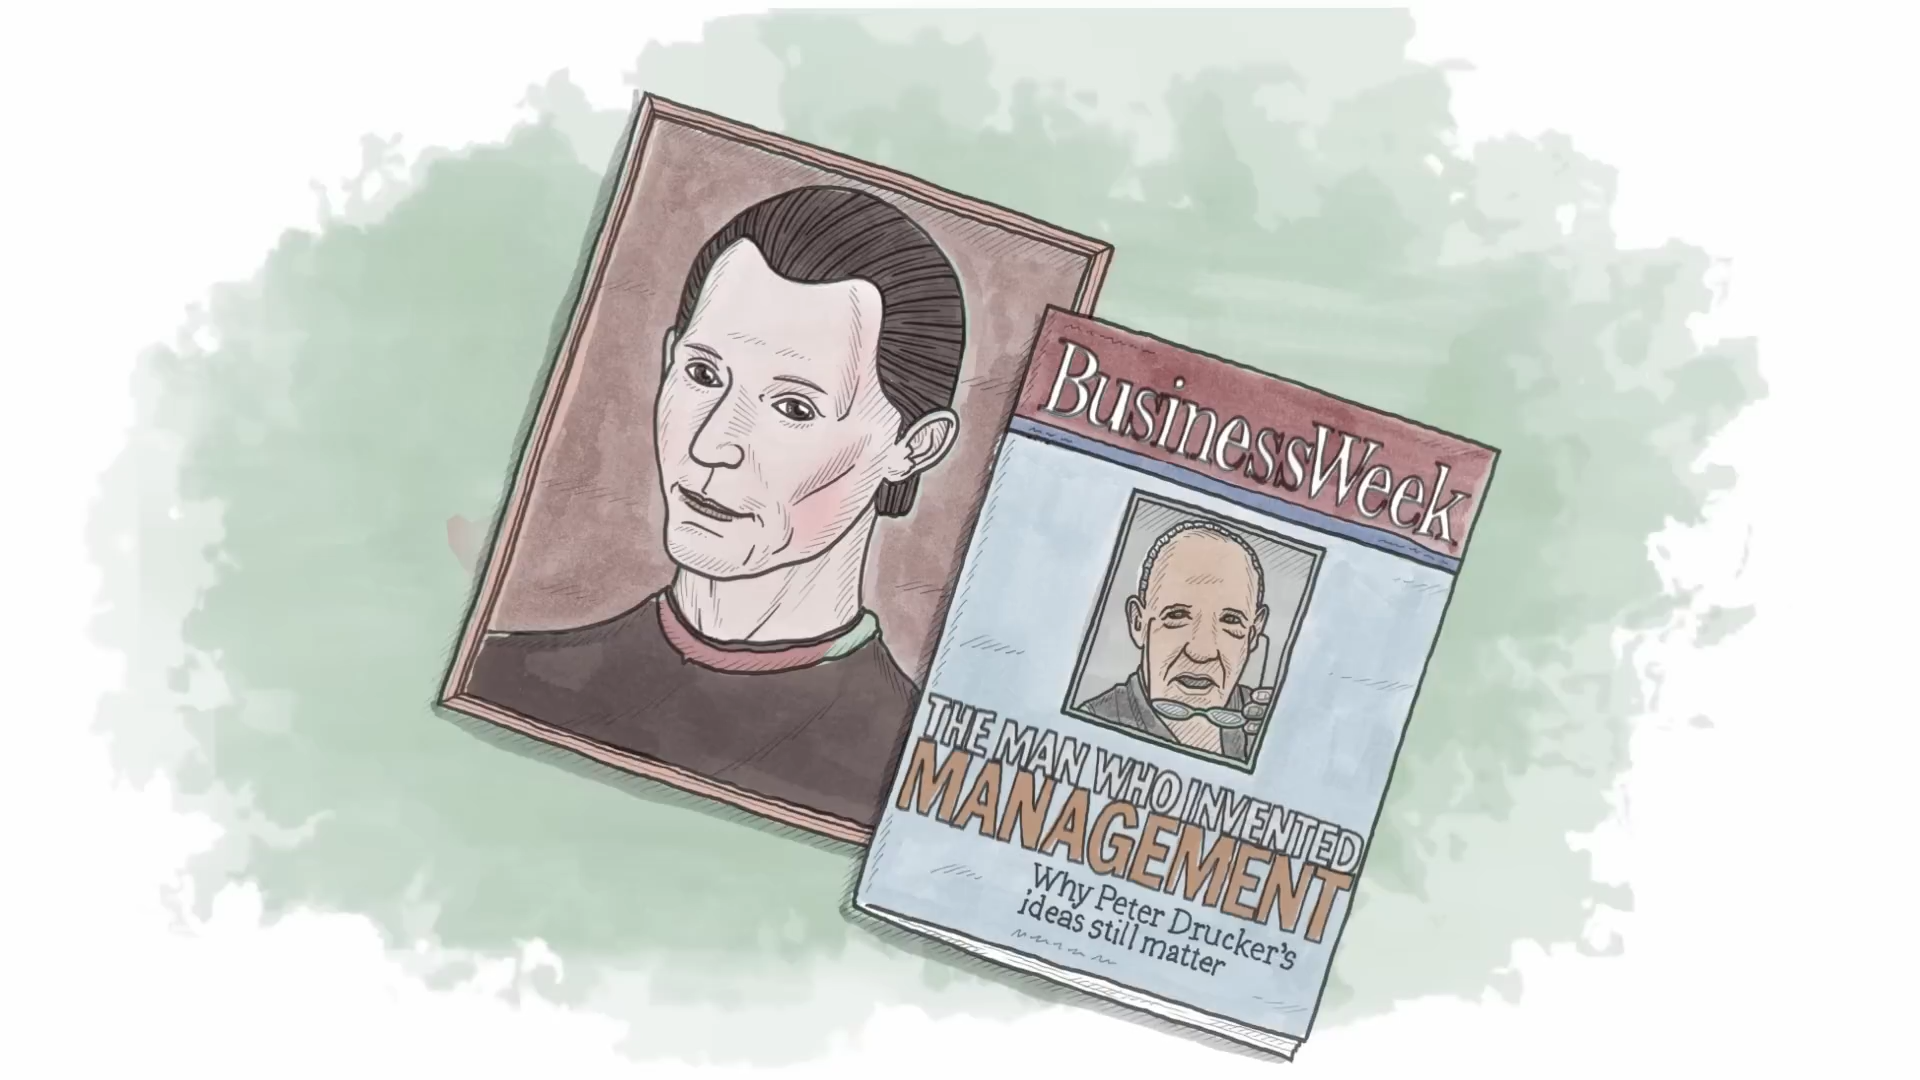 BusinessWeek
THE MAN WHO INVENTED
MANAGEMENT
Why Peter Drucker's
ideas still matter